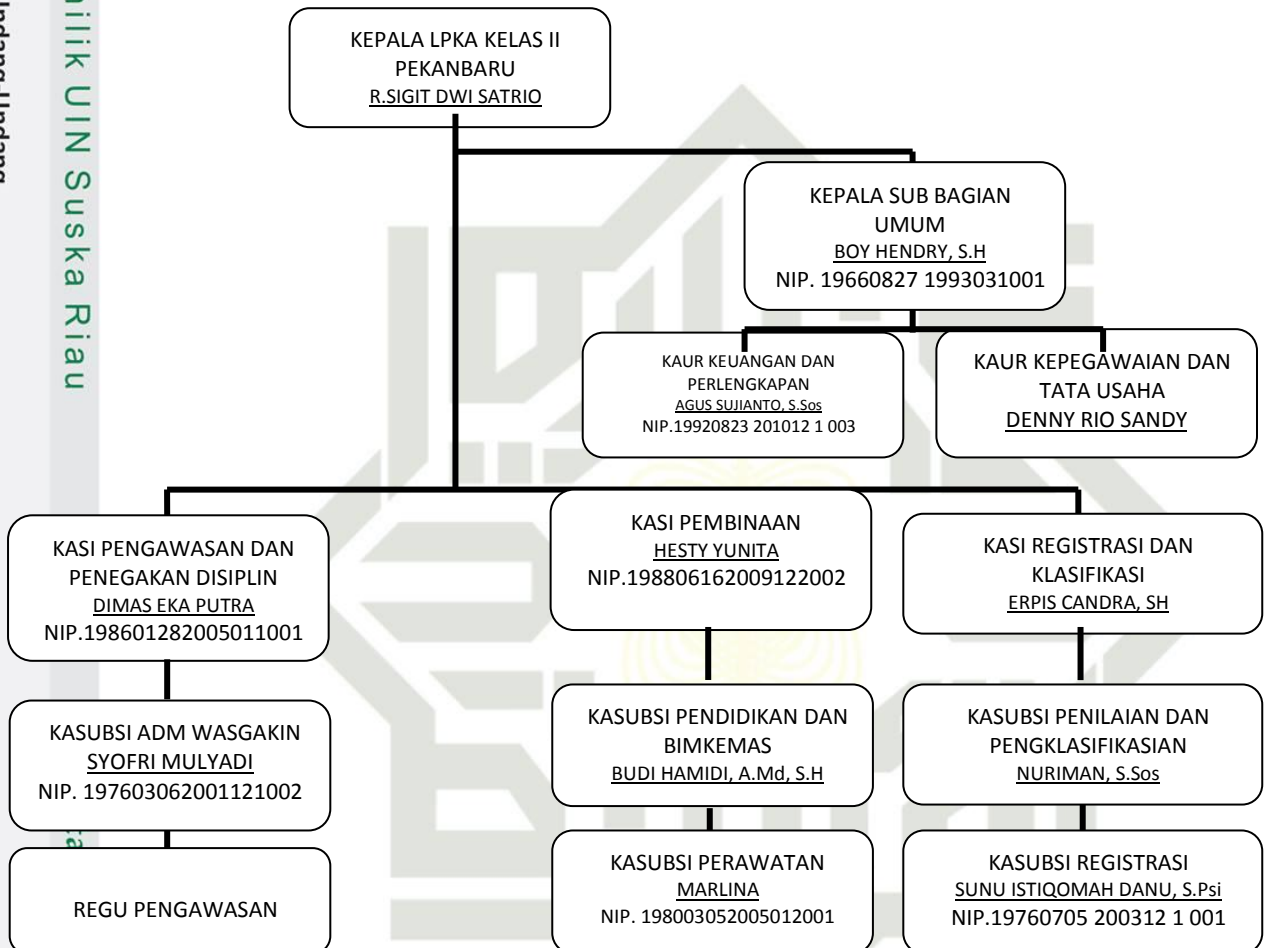 milik UIN Suska Riau
KEPALA LPKA KELAS II
PEKANBARU
R.SIGIT DWI SATRIO
KEPALA SUB BAGIAN
UMUM
BOY HENDRY, S.H
NIP. 19660827 1993031001
KAUR KEUANGAN DAN
PERLENGKAPAN
AGUS SUJIANTO, S.Sos
NIP.19920823 201012 1 003
KAUR KEPEGAWAIAN DAN
TATA USAHA
DENNY RIO SANDY
KASI PENGAWASAN DAN
PENEGAKAN DISIPLIN
DIMAS EKA PUTRA
NIP.198601282005011001
KASI PEMBINAAN
HESTY YUNITA
NIP.198806162009122002
KASI REGISTRASI DAN
KLASIFIKASI
ERPIS CANDRA, SH
KASUBSI ADM WASGAKIN
SYOFRI MULYADI
NIP. 197603062001121002
KASUBSI PENDIDIKAN DAN
BIMKEMAS
BUDI HAMIDI, A.Md, S.H
KASUBSI PENILAIAN DAN
PENGKLASIFIKASIAN
NURIMAN, S.Sos
REGU PENGAWASAN
KASUBSI PERAWATAN
MARLINA
NIP. 198003052005012001
KASUBSI REGISTRASI
SUNU ISTIQOMAH DANU, S.Psi
NIP.19760705 200312 1 001